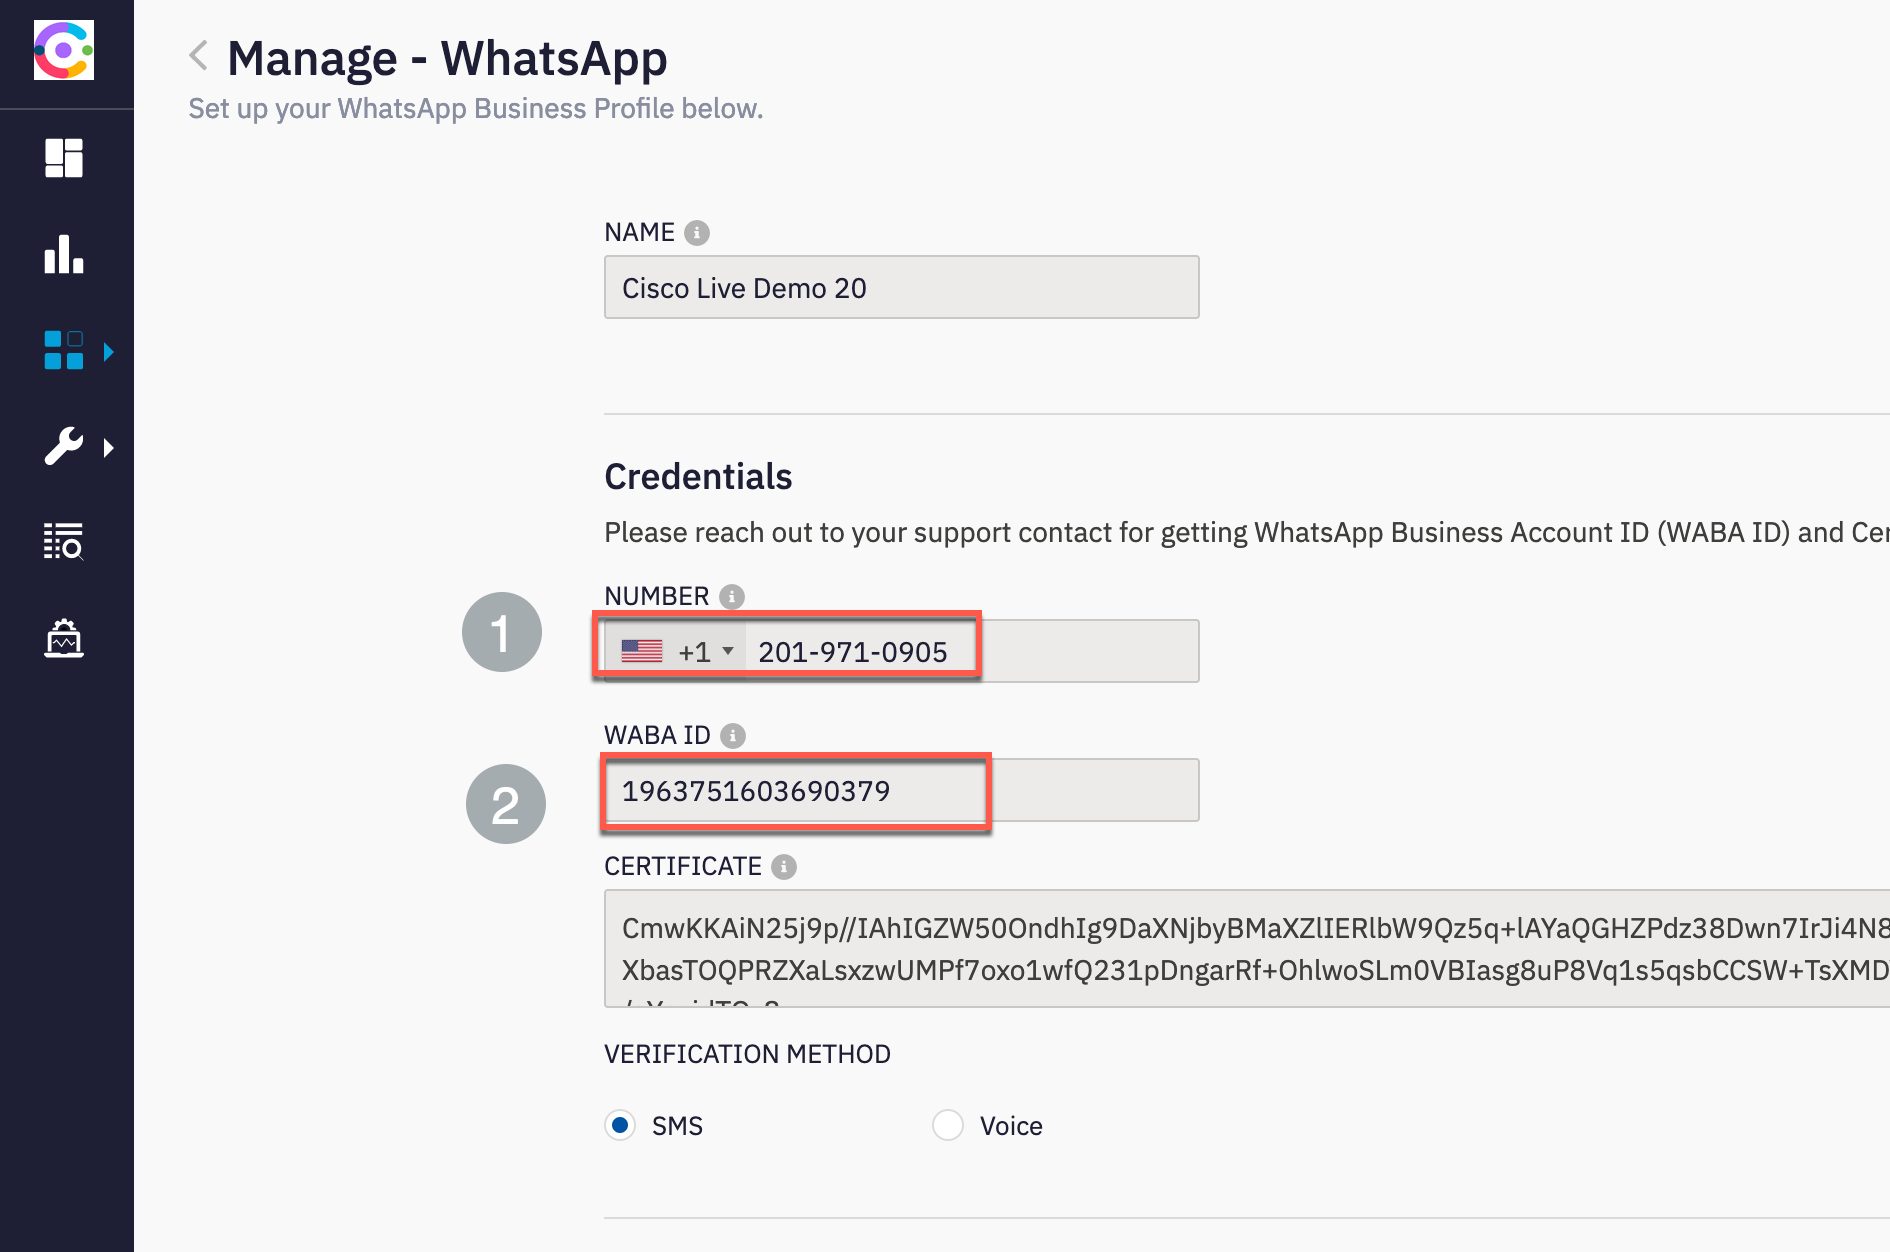 Manage - WhatsApp
Set up your WhatsApp Business Profile below.
NAME
Cisco Live Demo 20
Credentials
Please reach out to your support contact for getting WhatsApp Business Account ID (WABA ID) and Cer
NUMBER
1
+1 201-971-0905
WABA ID
2
1963751603690379
CERTIFICATE
CmwKKAiN25j9p//IAhIGZW50OndhIg9DaXNjbyBMaXZlIERlbW9Qz5q+lAYaQGHZPdz38Dwn7IrJi4N8
XbasTOQPRZXaLsxzwUMPf7oxo1wfQ231pDngarRf+OhlwoSLm0VBIasg8uP8Vq1s5qsbCCSW+TsXMD
VERIFICATION METHOD
SMS Voice